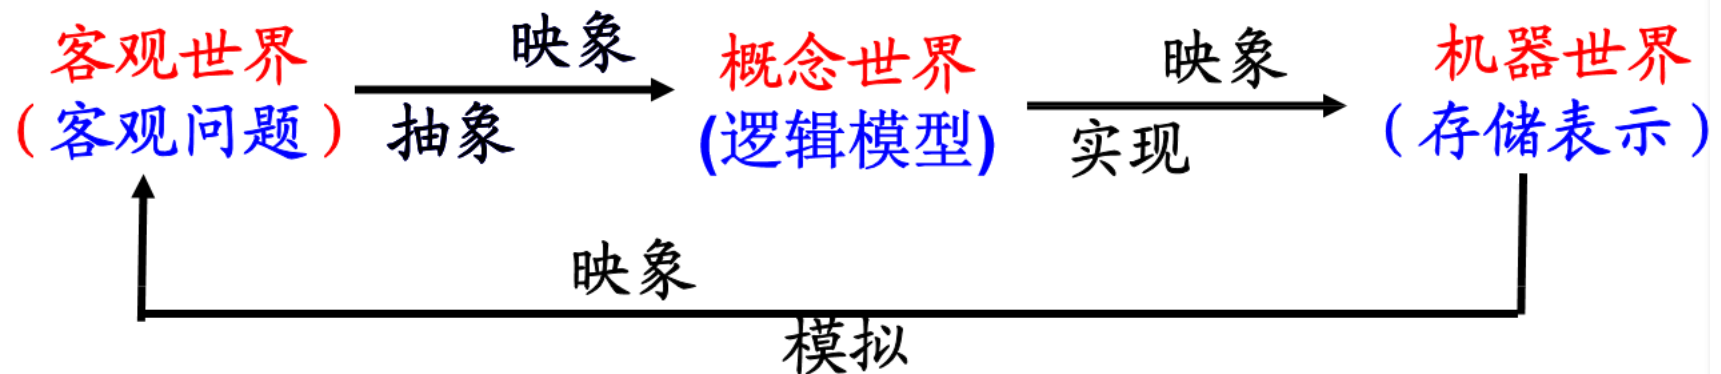 客观世界
(客观问题)
映象
抽象
概念世界
(逻辑模型)
映象
实现
机器世界
(存储表示)
映象
模拟